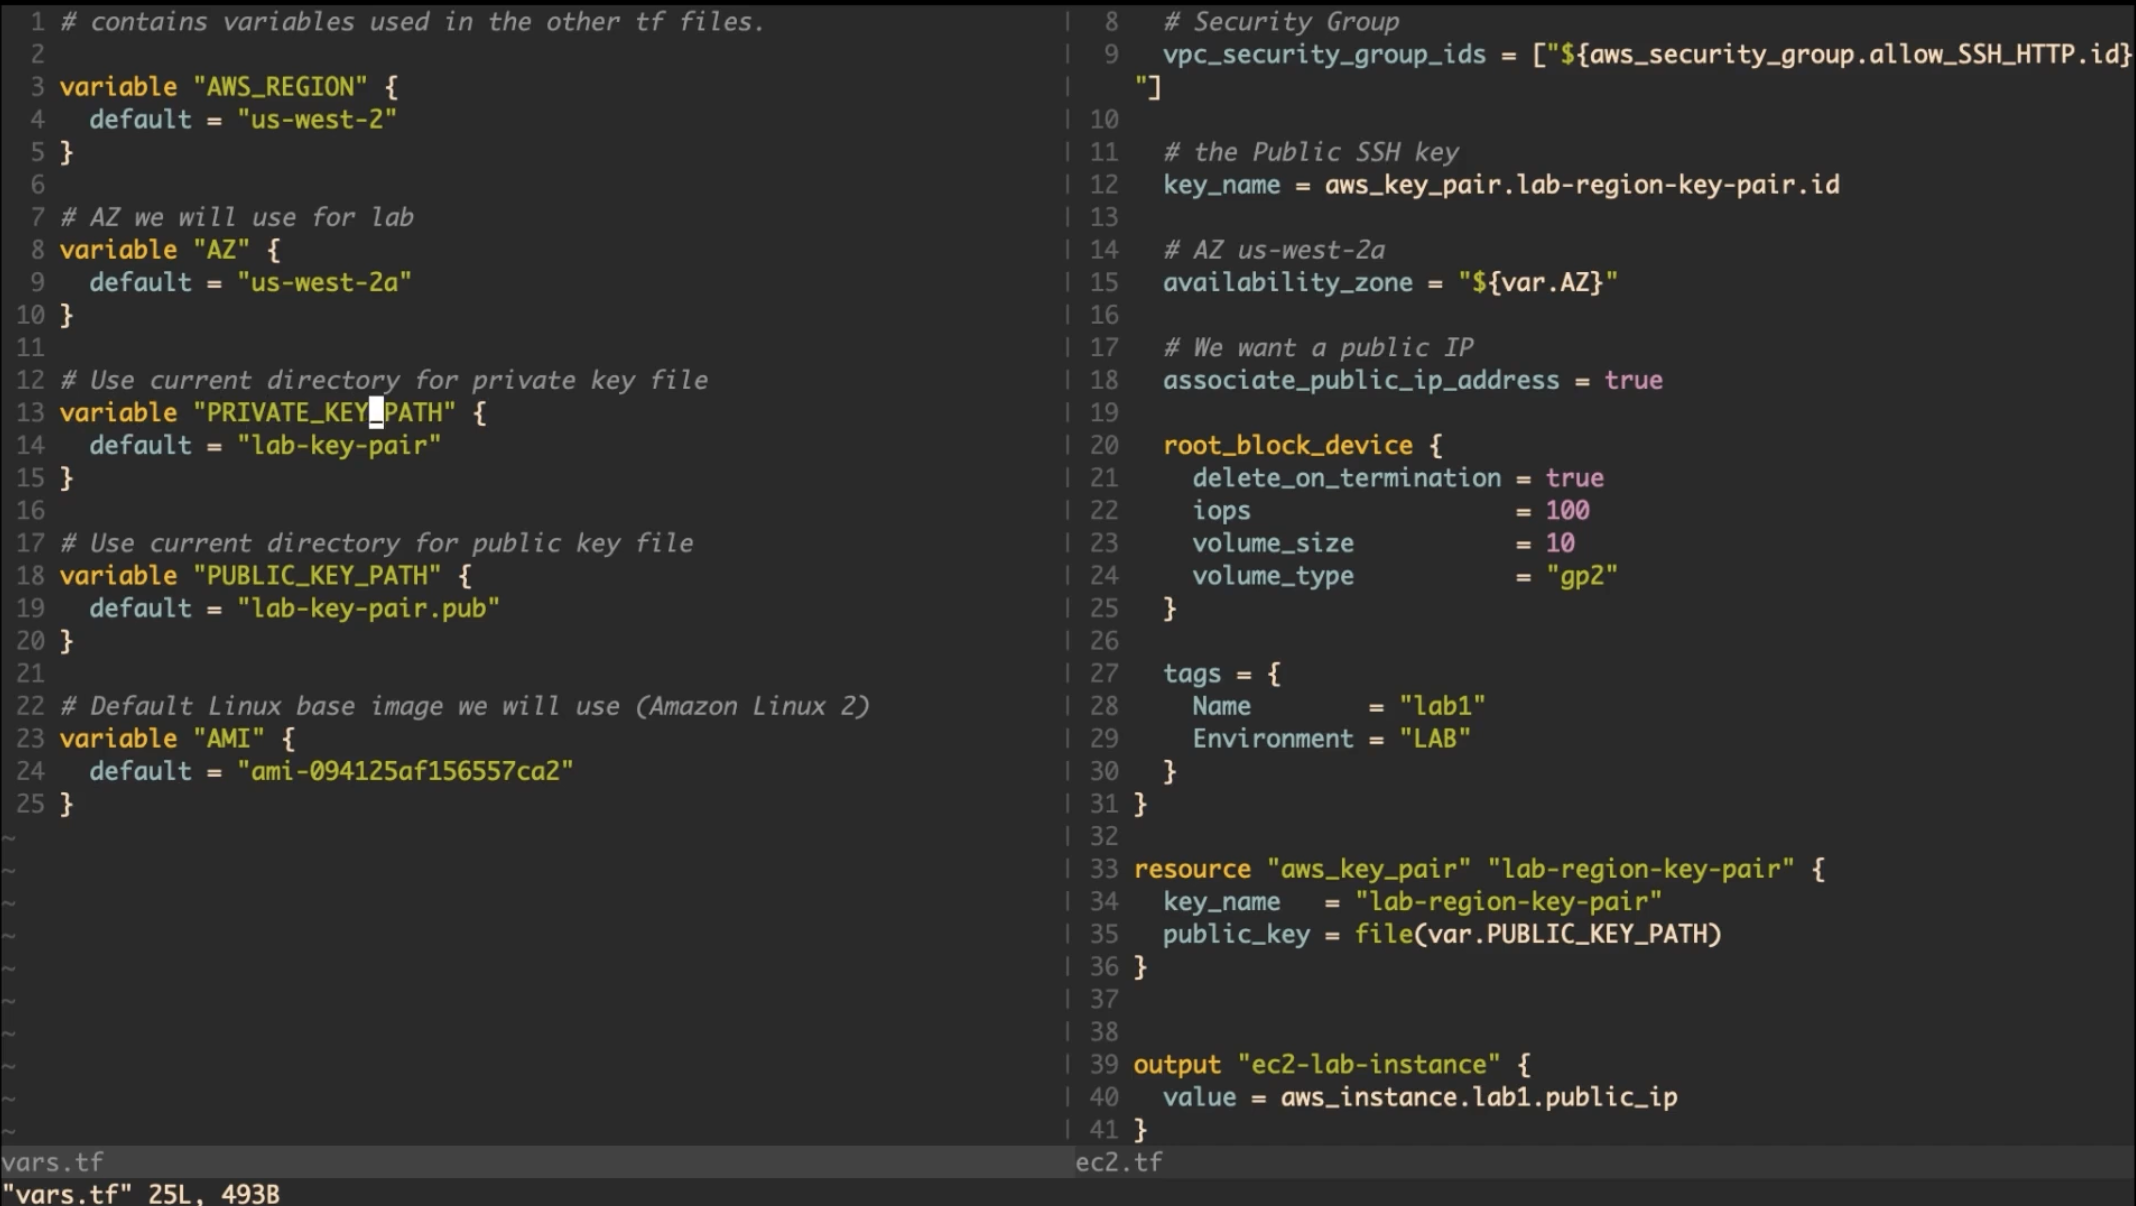 1 # contains variables used in the other tf files.
2
3 variable "AWS_REGION" {
4   default = "us-west-2"
5 }
6
7 # AZ we will use for lab
8 variable "AZ" {
9   default = "us-west-2a"
10 }
11
12 # Use current directory for private key file
13 variable "PRIVATE_KEY_PATH" {
14   default = "lab-key-pair"
15 }
16
17 # Use current directory for public key file
18 variable "PUBLIC_KEY_PATH" {
19   default = "lab-key-pair.pub"
20 }
21
22 # Default Linux base image we will use (Amazon Linux 2)
23 variable "AMI" {
24   default = "ami-094125af156557ca2"
25 }
~
~
~
~
~
~
~
~
~
~
vars.tf
"vars.tf" 25L, 493B
8   # Security Group
9   vpc_security_group_ids = ["${aws_security_group.allow_SSH_HTTP.id}
"]
10
11   # the Public SSH key
12   key_name = aws_key_pair.lab-region-key-pair.id
13
14   # AZ us-west-2a
15   availability_zone = "${var.AZ}"
16
17   # We want a public IP
18   associate_public_ip_address = true
19
20   root_block_device {
21     delete_on_termination = true
22     iops                  = 100
23     volume_size           = 10
24     volume_type           = "gp2"
25   }
26
27   tags = {
28     Name        = "lab1"
29     Environment = "LAB"
30   }
31 }
32
33 resource "aws_key_pair" "lab-region-key-pair" {
34   key_name   = "lab-region-key-pair"
35   public_key = file(var.PUBLIC_KEY_PATH)
36 }
37
38
39 output "ec2-lab-instance" {
40   value = aws_instance.lab1.public_ip
41 }
ec2.tf